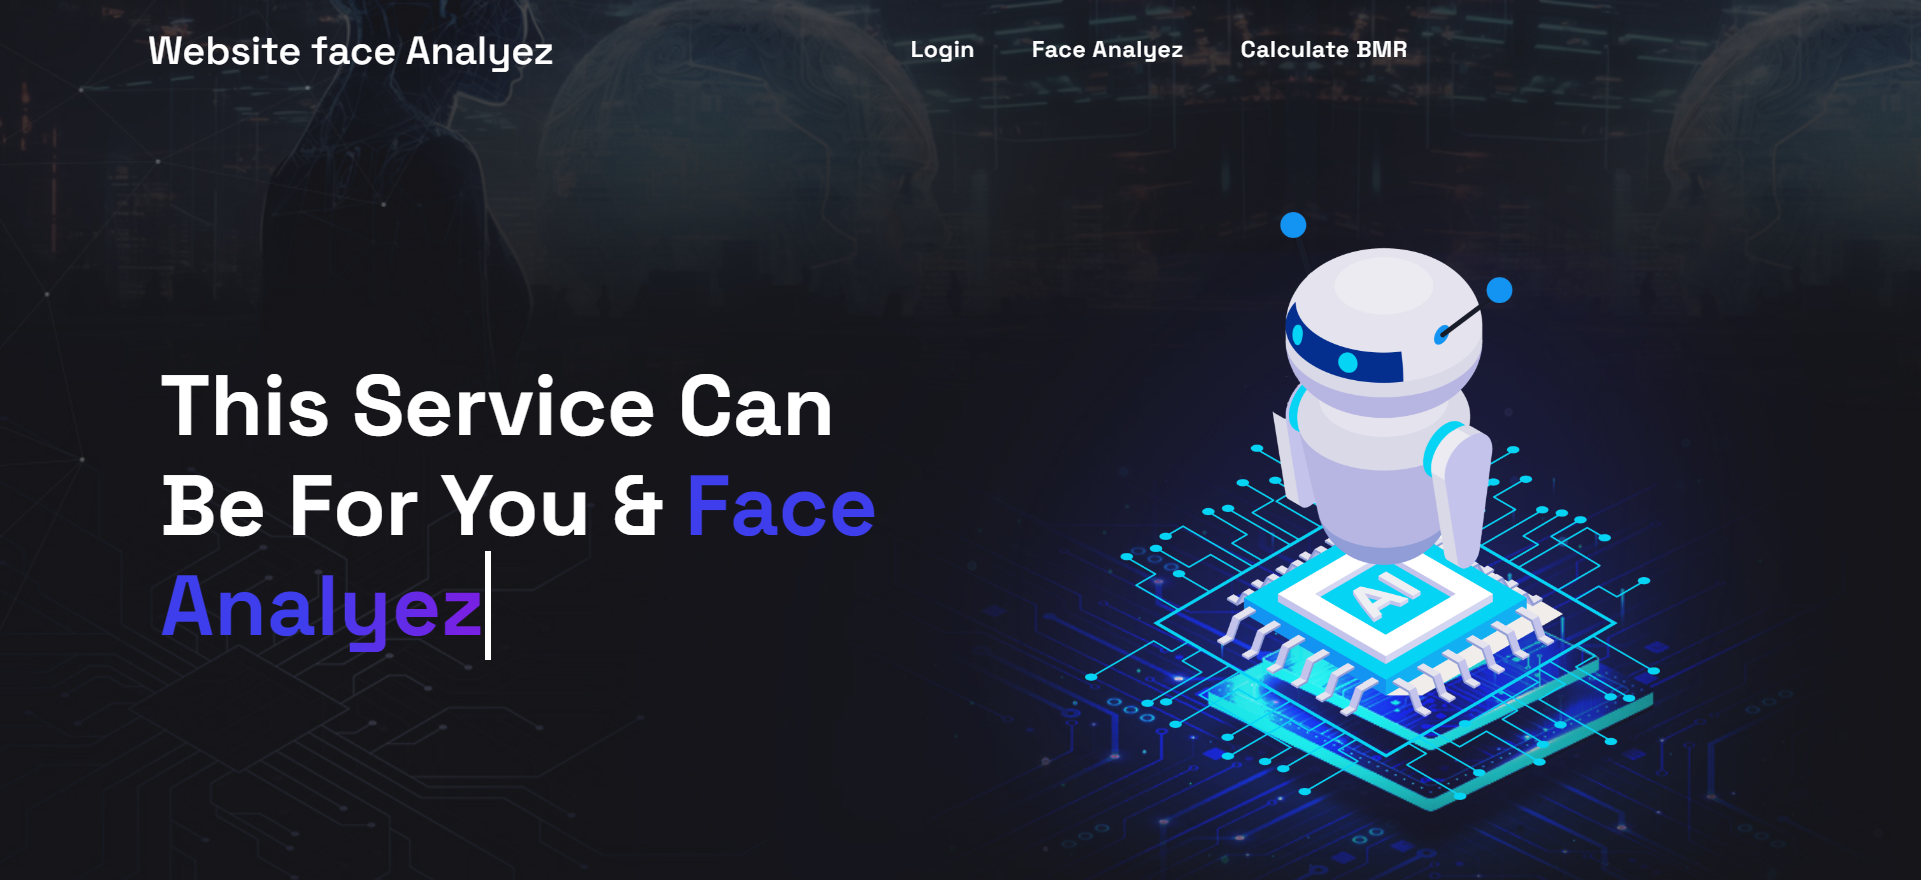 Website face Analyez
Login Face Analyez Calculate BMR
This Service Can
Be For You & Face
Analyez
AI